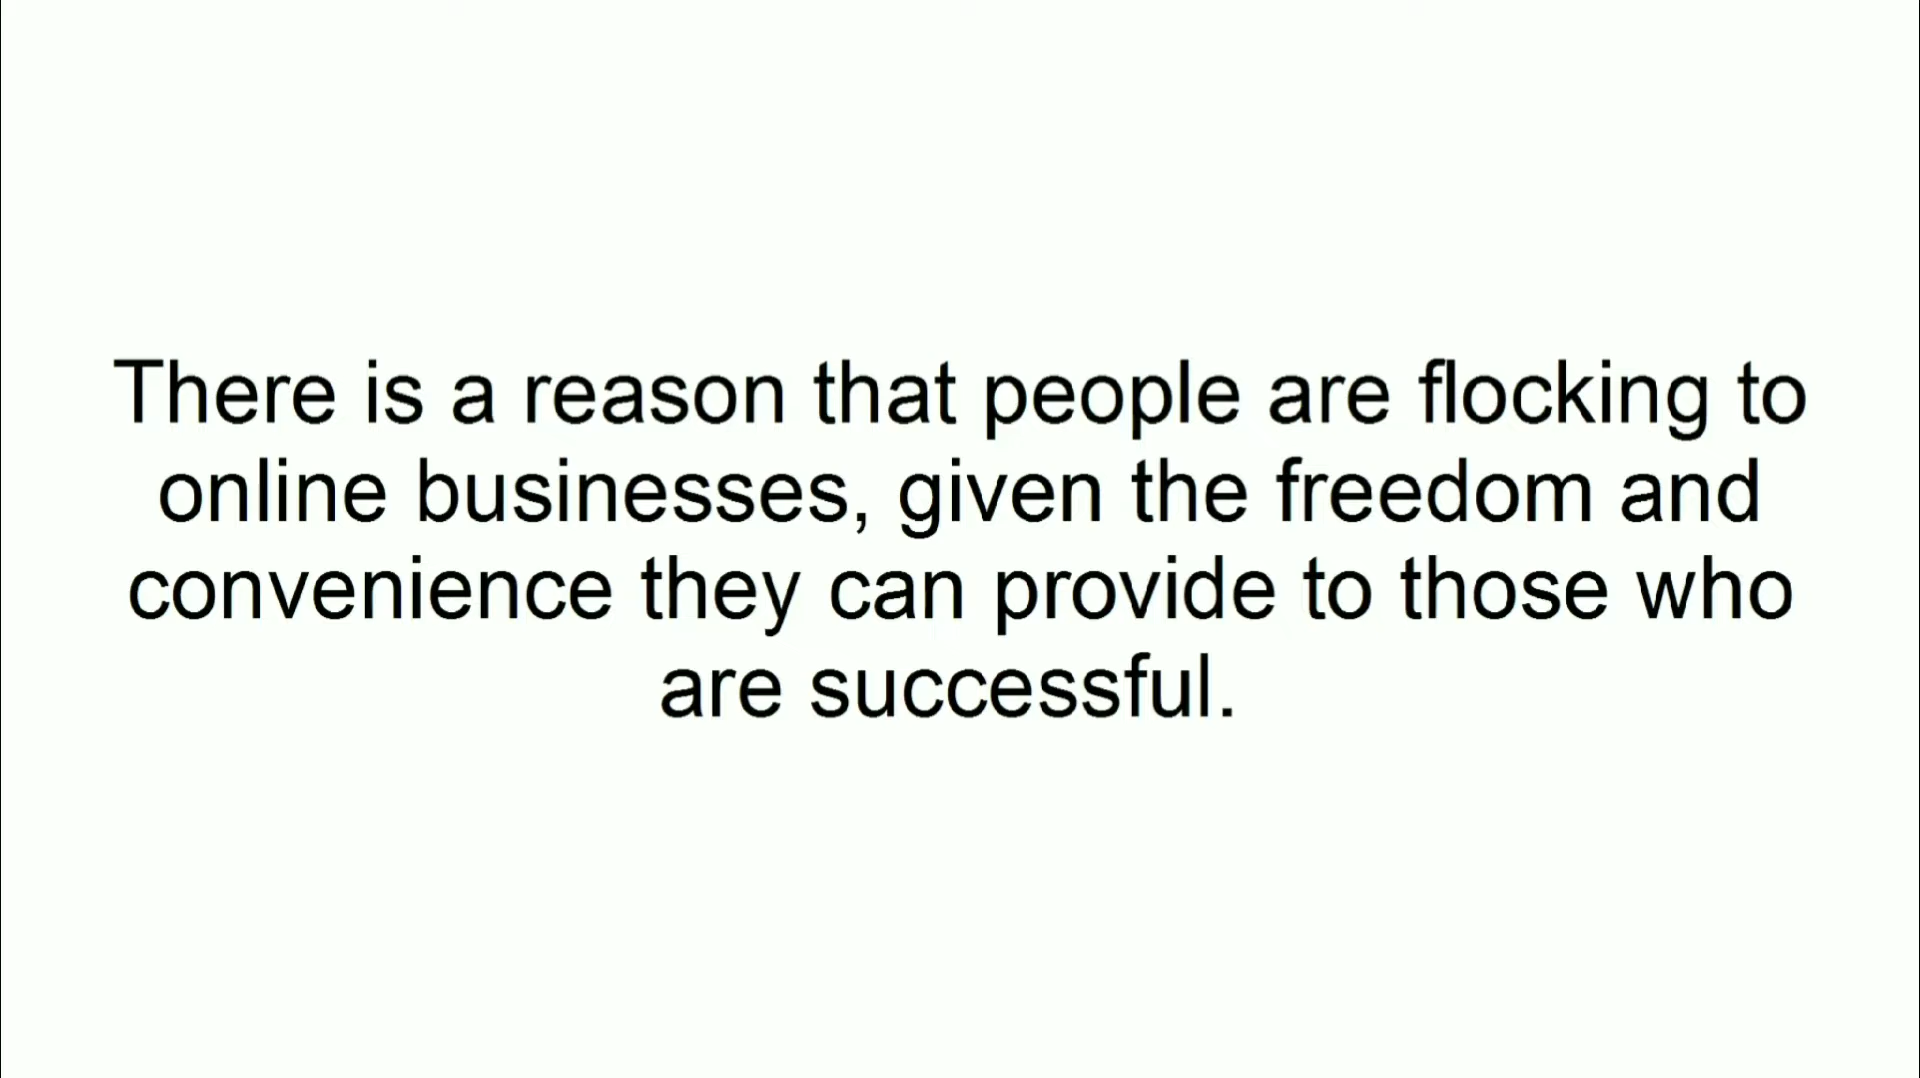 There is a reason that people are flocking to
online businesses, given the freedom and
convenience they can provide to those who
are successful.